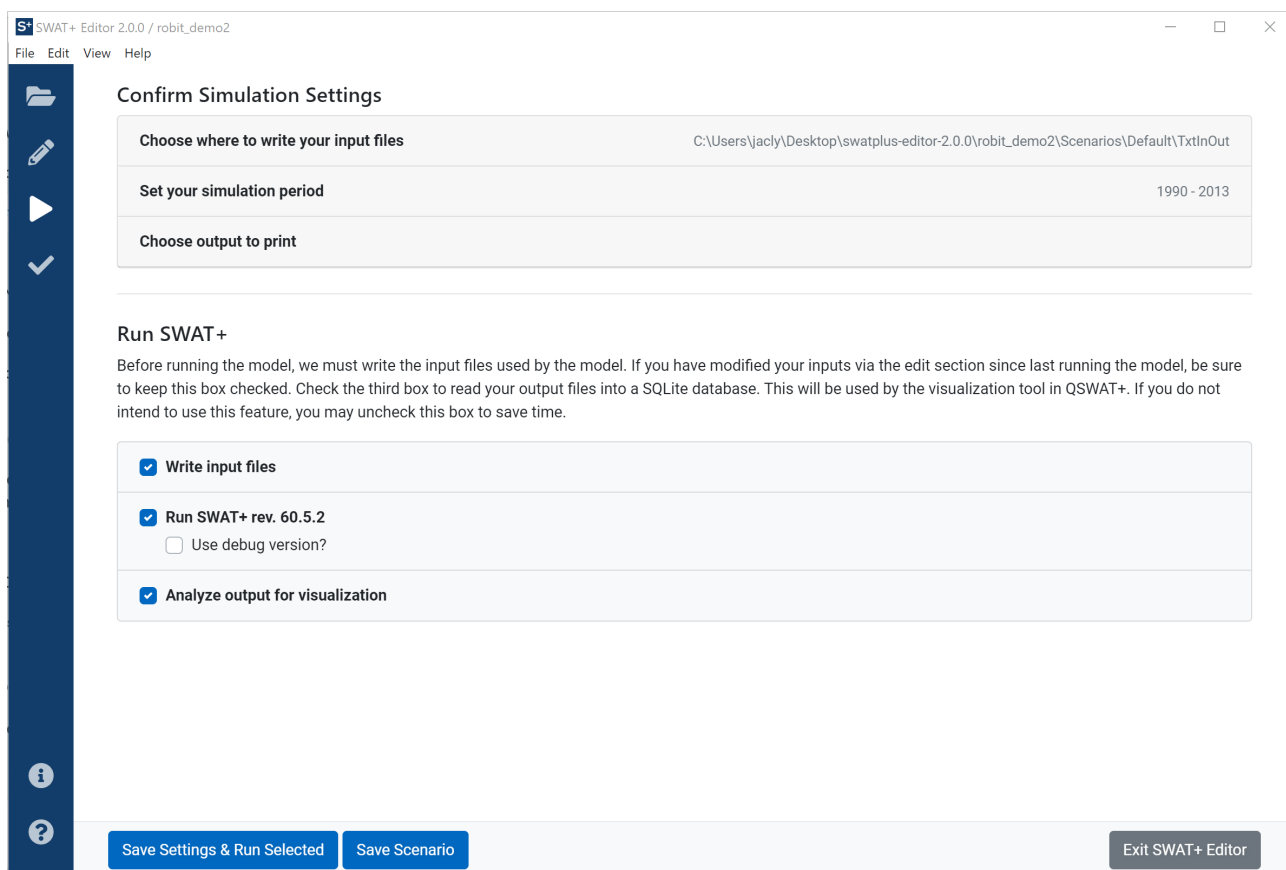 S+ SWAT+ Editor 2.0.0 / robit_demo2
File Edit View Help
Confirm Simulation Settings
Choose where to write your input files C:\Users\jacly\Desktop\swatplus-editor-2.0.0\robit_demo2\Scenarios\Default\TxtInOut
Set your simulation period 1990 - 2013
Choose output to print
Run SWAT+
Before running the model, we must write the input files used by the model. If you have modified your inputs via the edit section since last running the model, be sure
to keep this box checked. Check the third box to read your output files into a SQLite database. This will be used by the visualization tool in QSWAT+. If you do not
intend to use this feature, you may uncheck this box to save time.
Write input files
Run SWAT+ rev. 60.5.2
Use debug version?
Analyze output for visualization
Save Settings & Run Selected Save Scenario Exit SWAT+ Editor